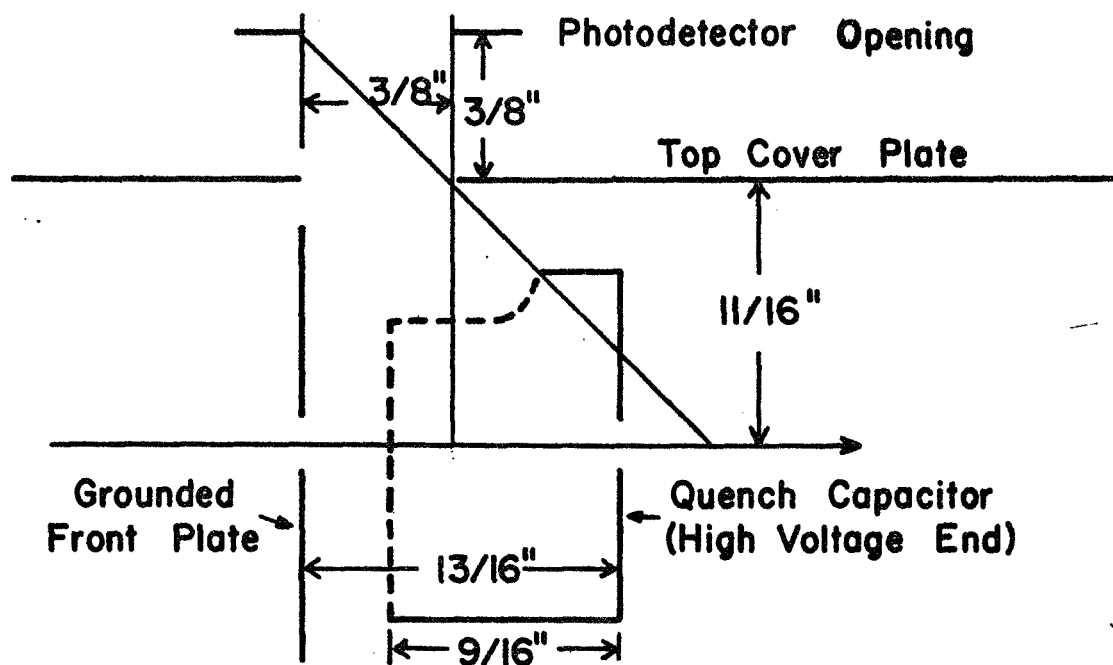 Photodetector Opening
3/8"
3/8"
Top Cover Plate
11/16"
Grounded
Front Plate
Quench Capacitor
(High Voltage End)
13/16"
9/16"